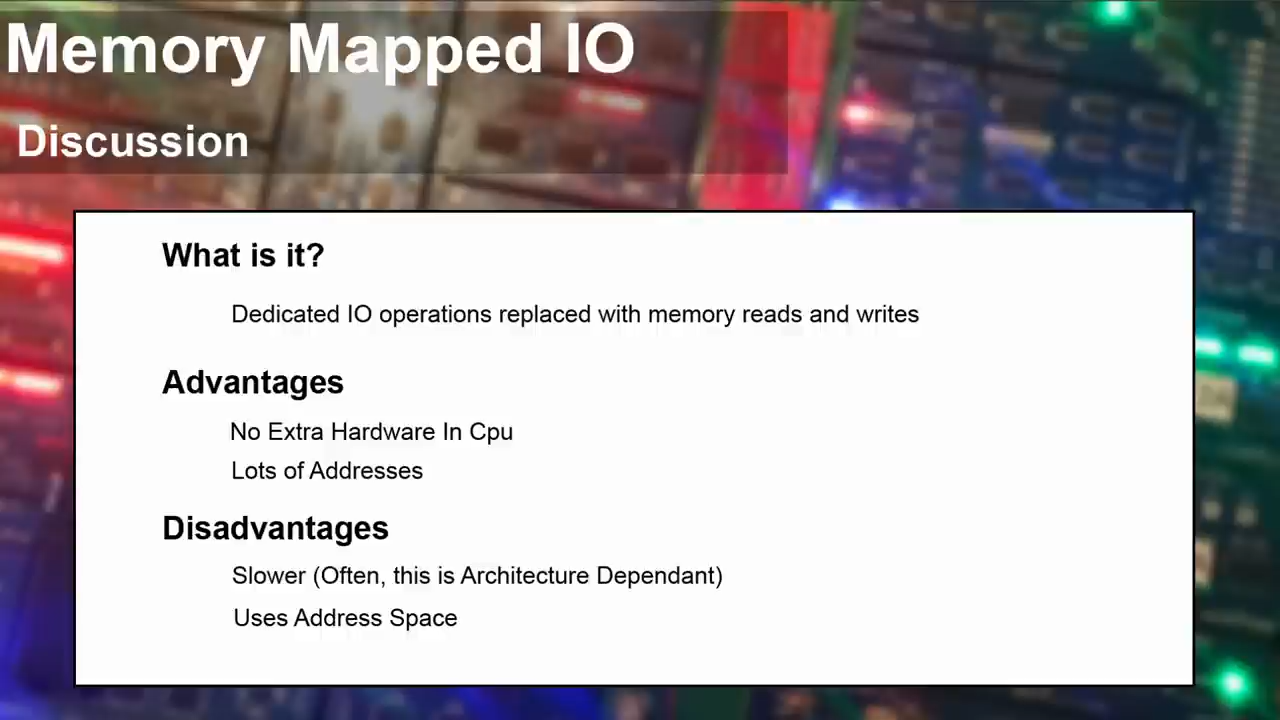 Memory Mapped IO
Discussion
What is it?
Dedicated IO operations replaced with memory reads and writes
Advantages
No Extra Hardware In Cpu
Lots of Addresses
Disadvantages
Slower (Often, this is Architecture Dependant)
Uses Address Space